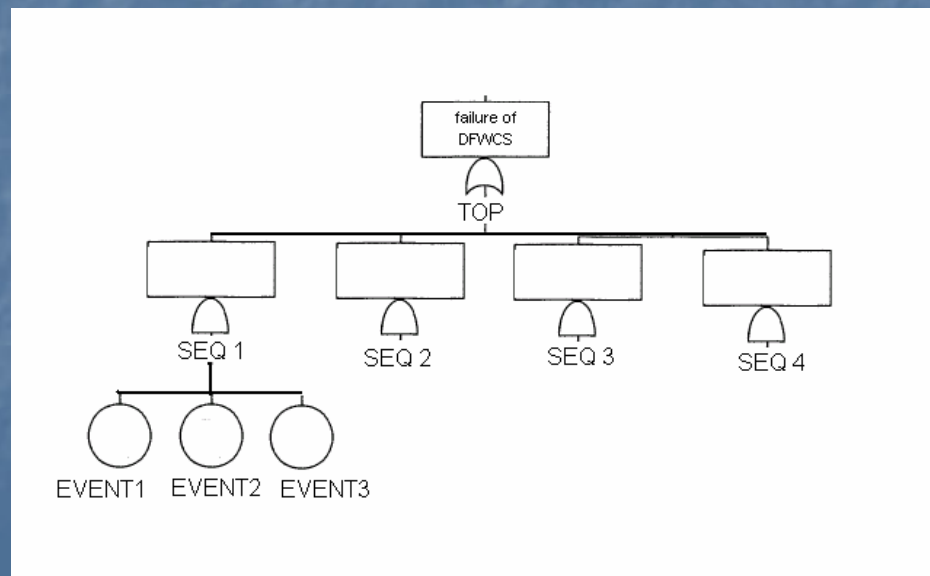 failure of
DFWCS
TOP
SEQ 1
SEQ 2
SEQ 3
SEQ 4
EVENT1
EVENT2
EVENT3